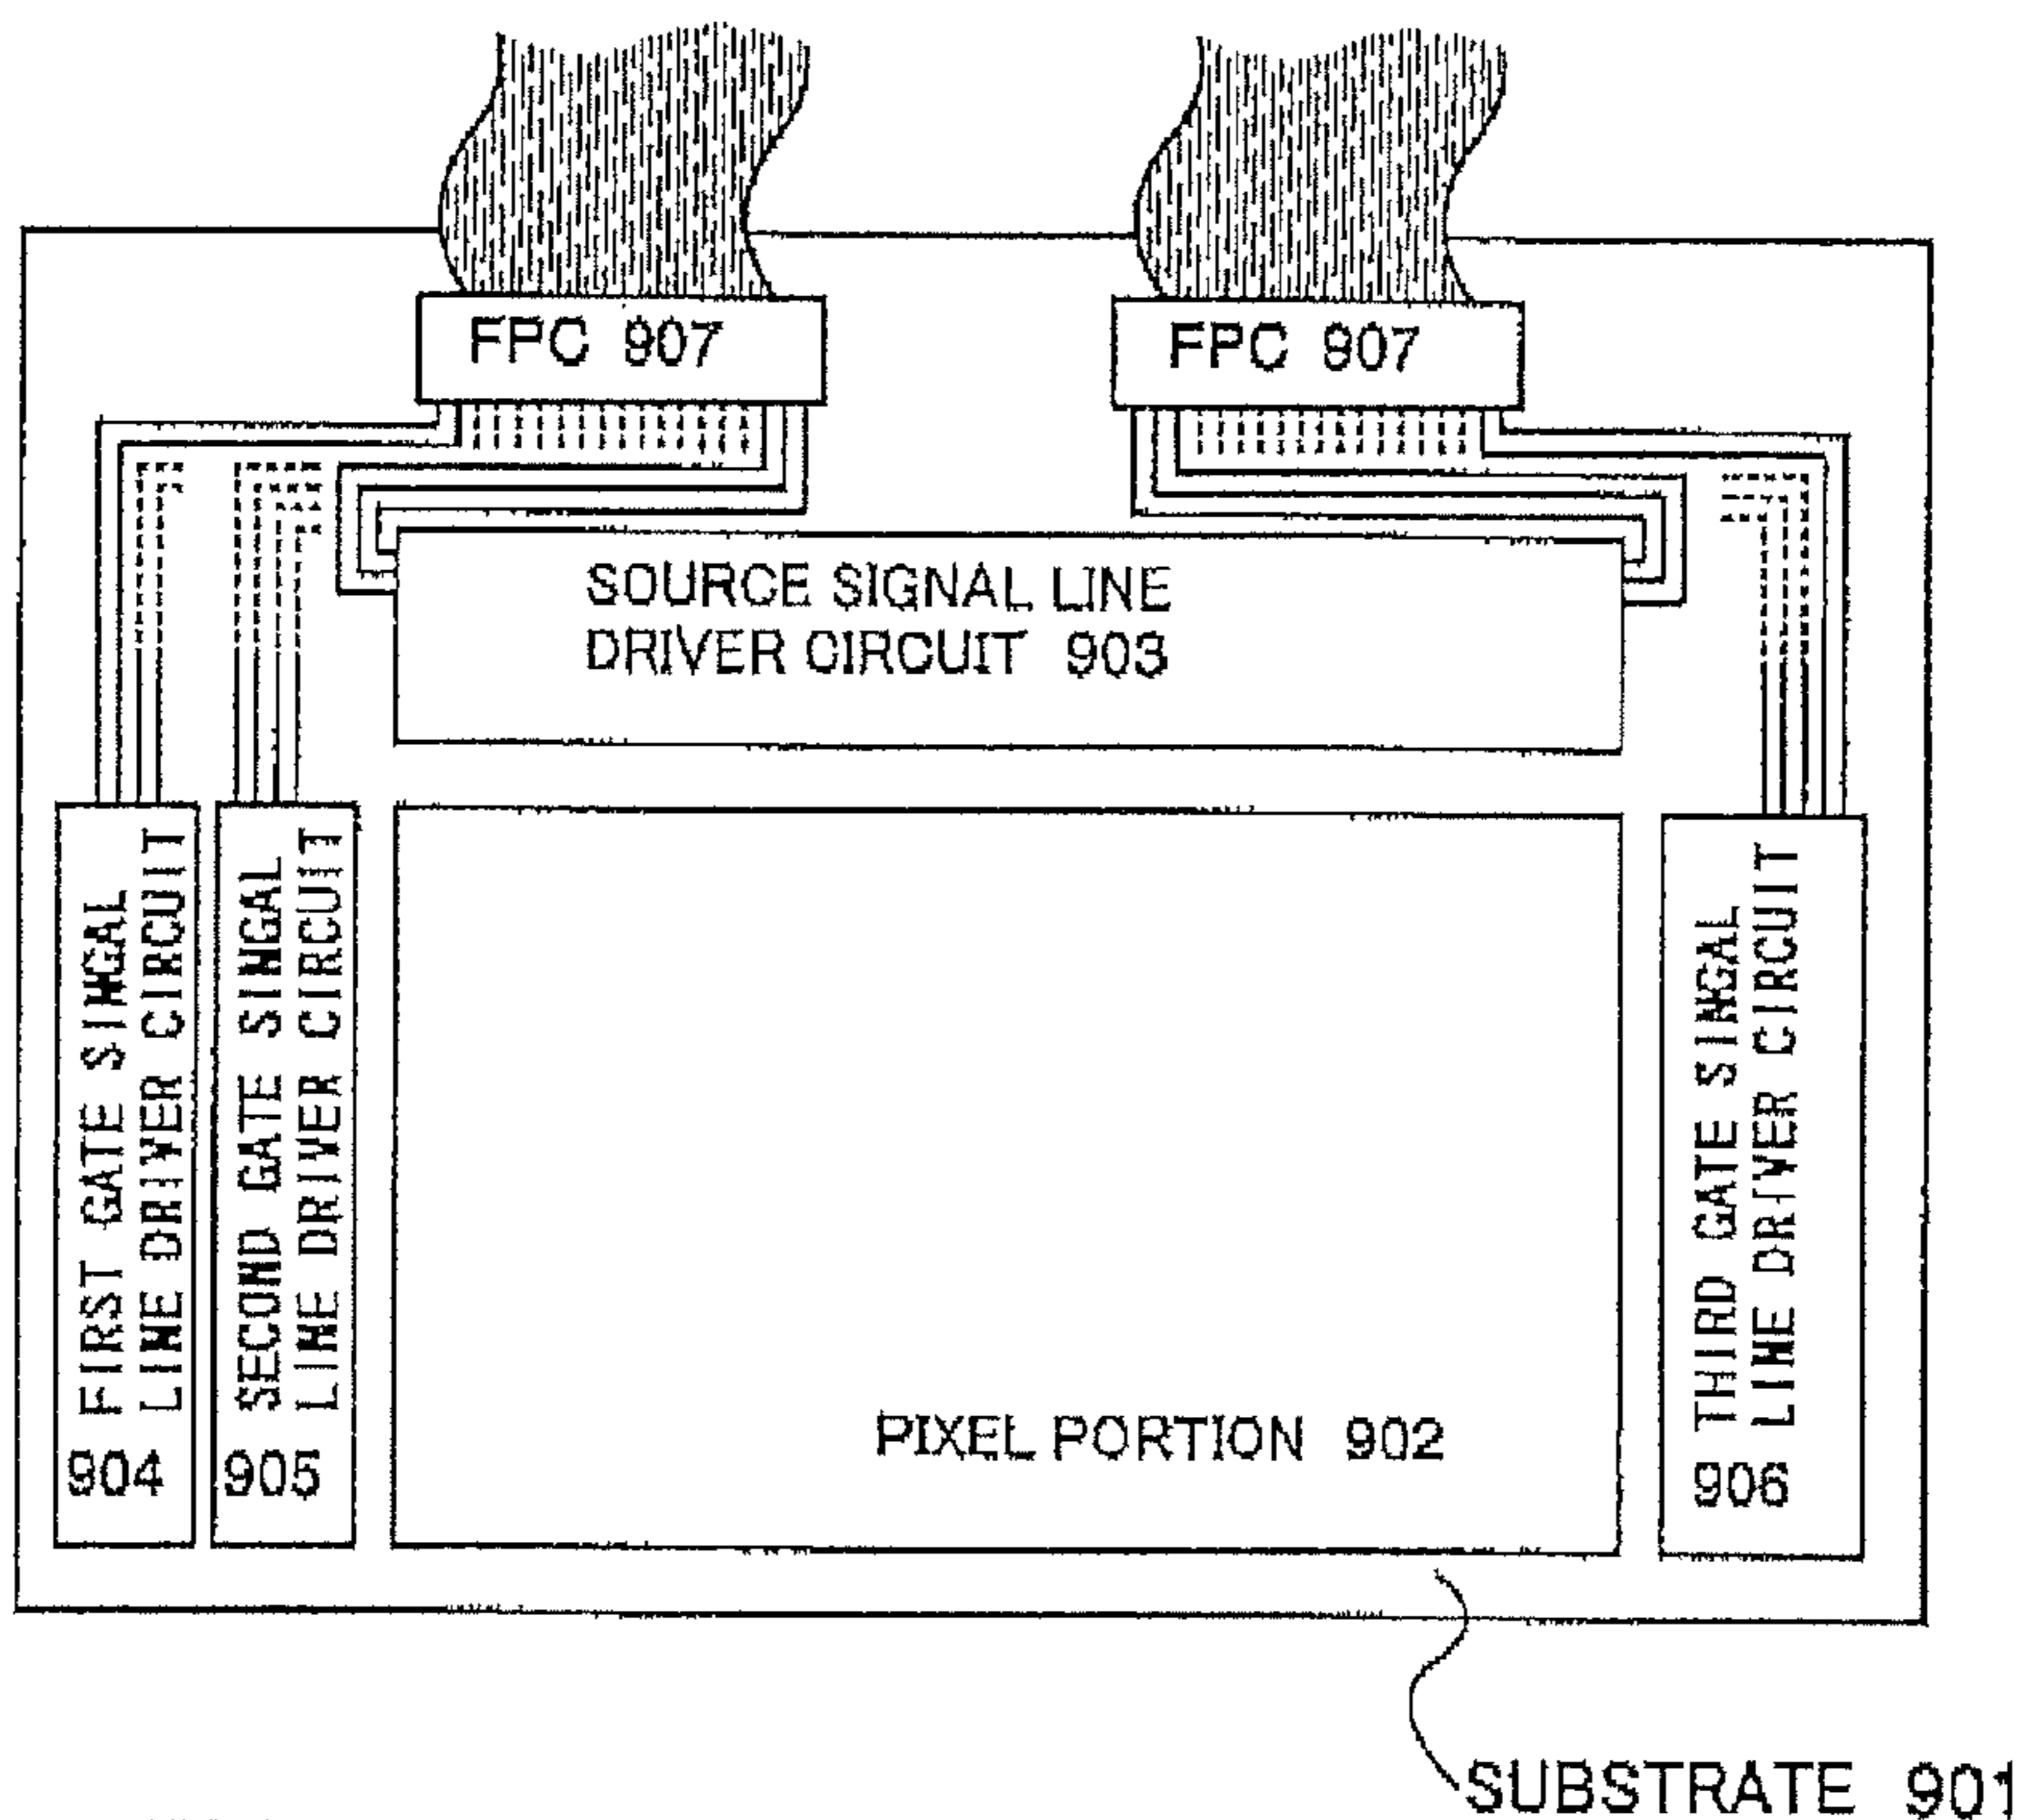 FPC 907
FPC 907
SOURCE SIGNAL LINE
DRIVER CIRCUIT 903
FIRST GATE SINGAL
LINE DRIVER CIRCUIT
904
SECOND GATE SINGAL
LINE DRIVER CIRCUIT
905
PIXEL PORTION 902
THIRD GATE SINGAL
LINE DRIVER CIRCUIT
906
SUBSTRATE 901